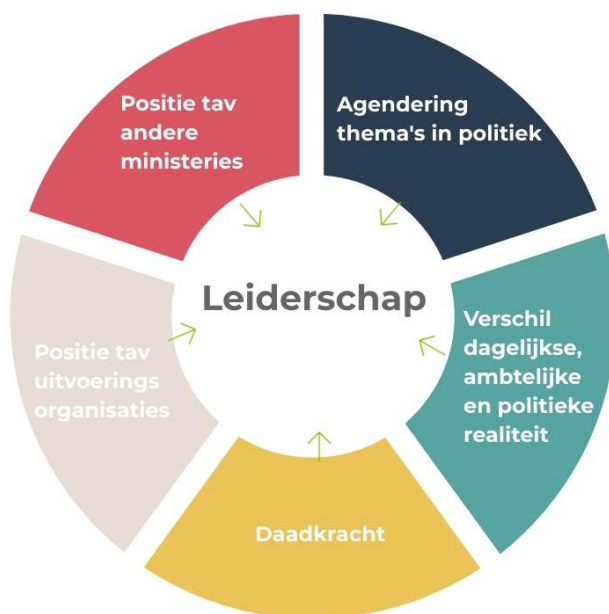 Positie tav
andere
ministeries
Agendering
thema's in politiek
Leiderschap
Verschil
dagelijkse,
ambtelijke
en politieke
realiteit
Positie tav
uitvoerings
organisaties
Daadkracht